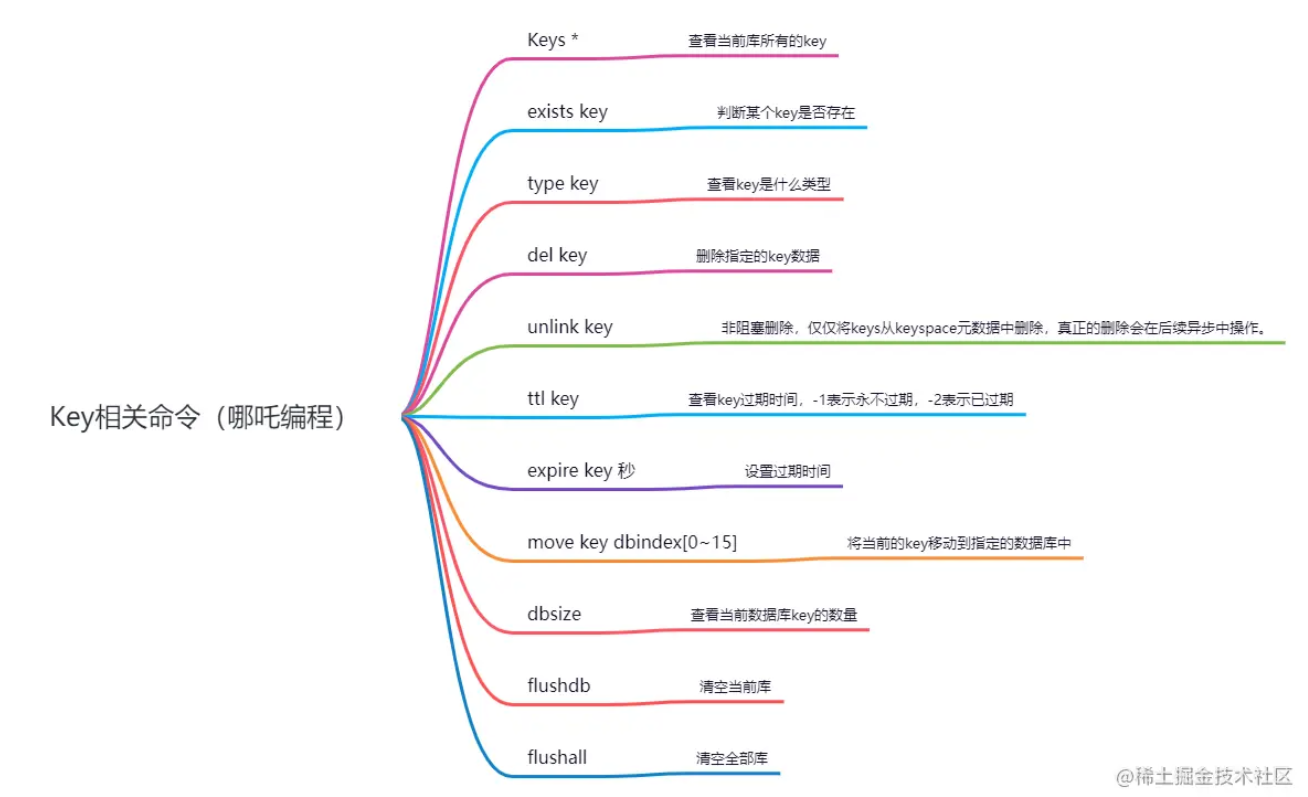 Keys * 查看当前库所有的key
exists key 判断某个key是否存在
type key 查看key是什么类型
del key 删除指定的key数据
unlink key 非阻塞删除，仅仅将keys从keyspace元数据中删除，真正的删除会在后续异步中操作。
ttl key 查看key过期时间，-1表示永不过期，-2表示已过期
Key相关命令（哪吒编程）
expire key 秒 设置过期时间
move key dbindex[0~15] 将当前的key移动到指定的数据库中
dbsize 查看当前数据库key的数量
flushdb 清空当前库
flushall 清空全部库
@稀土掘金技术社区